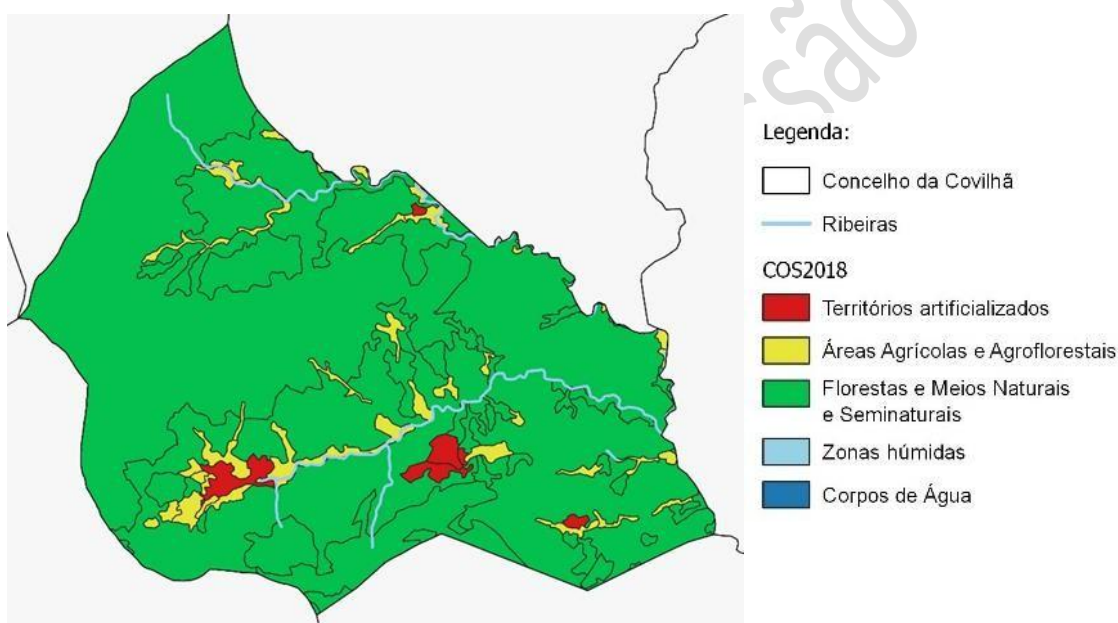 Legenda:
Concelho da Covilhã
Ribeiras
COS2018
Territórios artificializados
Áreas Agrícolas e Agroflorestais
Florestas e Meios Naturais
e Seminaturais
Zonas húmidas
Corpos de Água